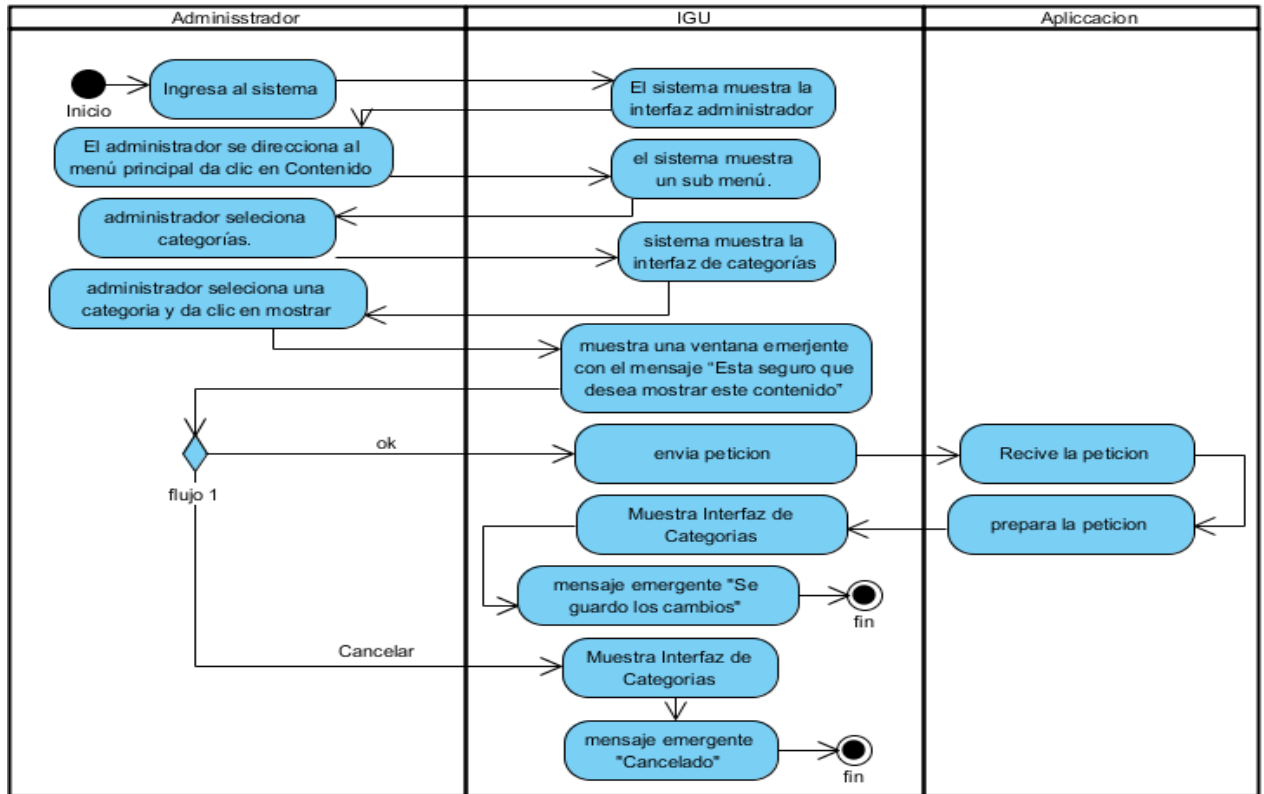 Adminisstrador
IGU
Apliccacion
Inicio
Ingresa al sistema
El sistema muestra la
interfaz administrador
El administrador se direcciona al
menú principal da clic en Contenido
el sistema muestra
un sub menú.
administrador seleciona
categorías.
sistema muestra la
interfaz de categorías
administrador seleciona una
categoria y da clic en mostrar
muestra una ventana emerjente
con el mensaje “Esta seguro que
desea mostrar este contenido”
flujo 1
ok
envia peticion
Recive la peticion
prepara la peticion
Muestra Interfaz de
Categorias
mensaje emergente "Se
guardo los cambios"
fin
Cancelar
Muestra Interfaz de
Categorias
mensaje emergente
"Cancelado"
fin